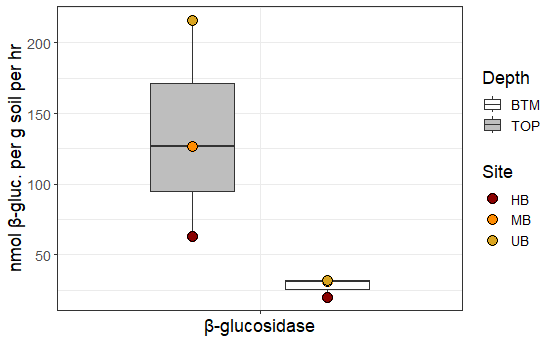 nmol β-gluc. per g soil per hr
200
150
100
50
β-glucosidase
Depth
BTM
TOP
Site
HB
MB
UB